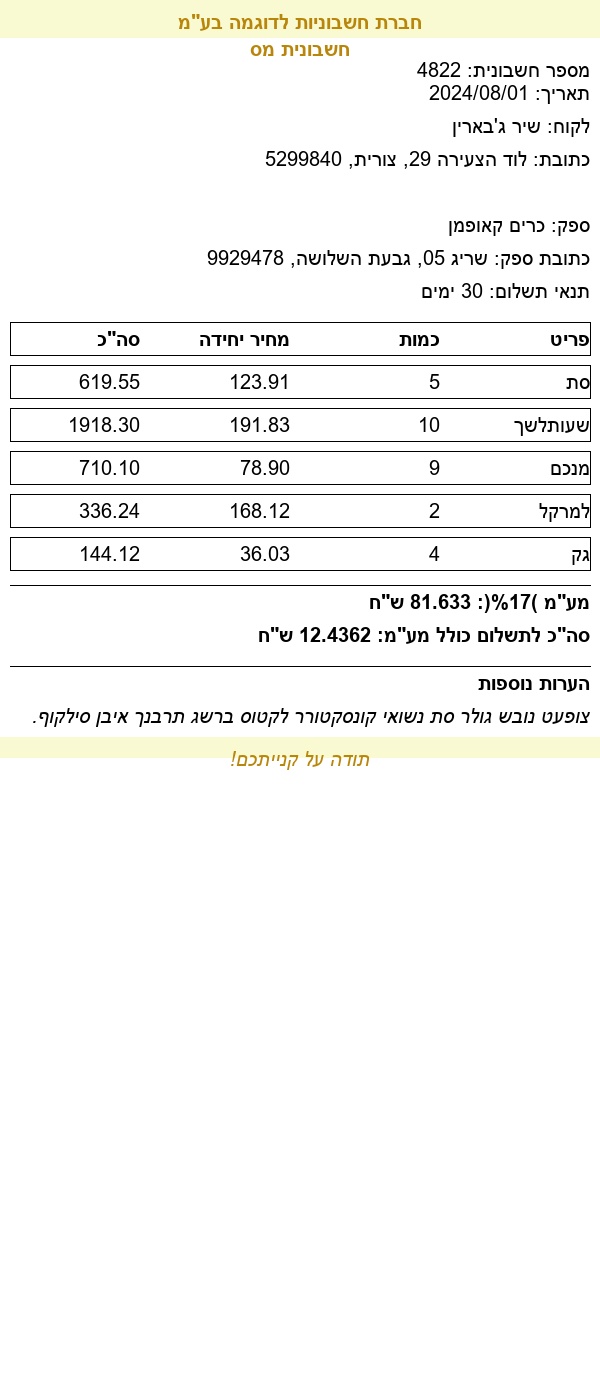 חברת חשבוניות לדוגמה בע"מ
חשבונית מס
מספר חשבונית: 4822
תאריך: 2024/08/01
לקוח: שיר ג'בארין
כתובת: לוד הצעירה 29, צורית, 5299840
ספק: כרים קאופמן
כתובת ספק: שריג 05, גבעת השלושה, 9929478
תנאי תשלום: 30 ימים
פריט כמות מחיר יחידה סה"כ
סת 5 123.91 619.55
שעותלשך 10 191.83 1918.30
מנכם 9 78.90 710.10
למרקל 2 168.12 336.24
גק 4 36.03 144.12
מע"מ )17%(: 81.633 ש"ח
סה"כ לתשלום כולל מע"מ: 12.4362 ש"ח
הערות נוספות
צופעט נובש גולר סת נשואי קונסקטורר לקטוס ברשג תרבנך איבן סילקוף.
תודה על קנייתכם!